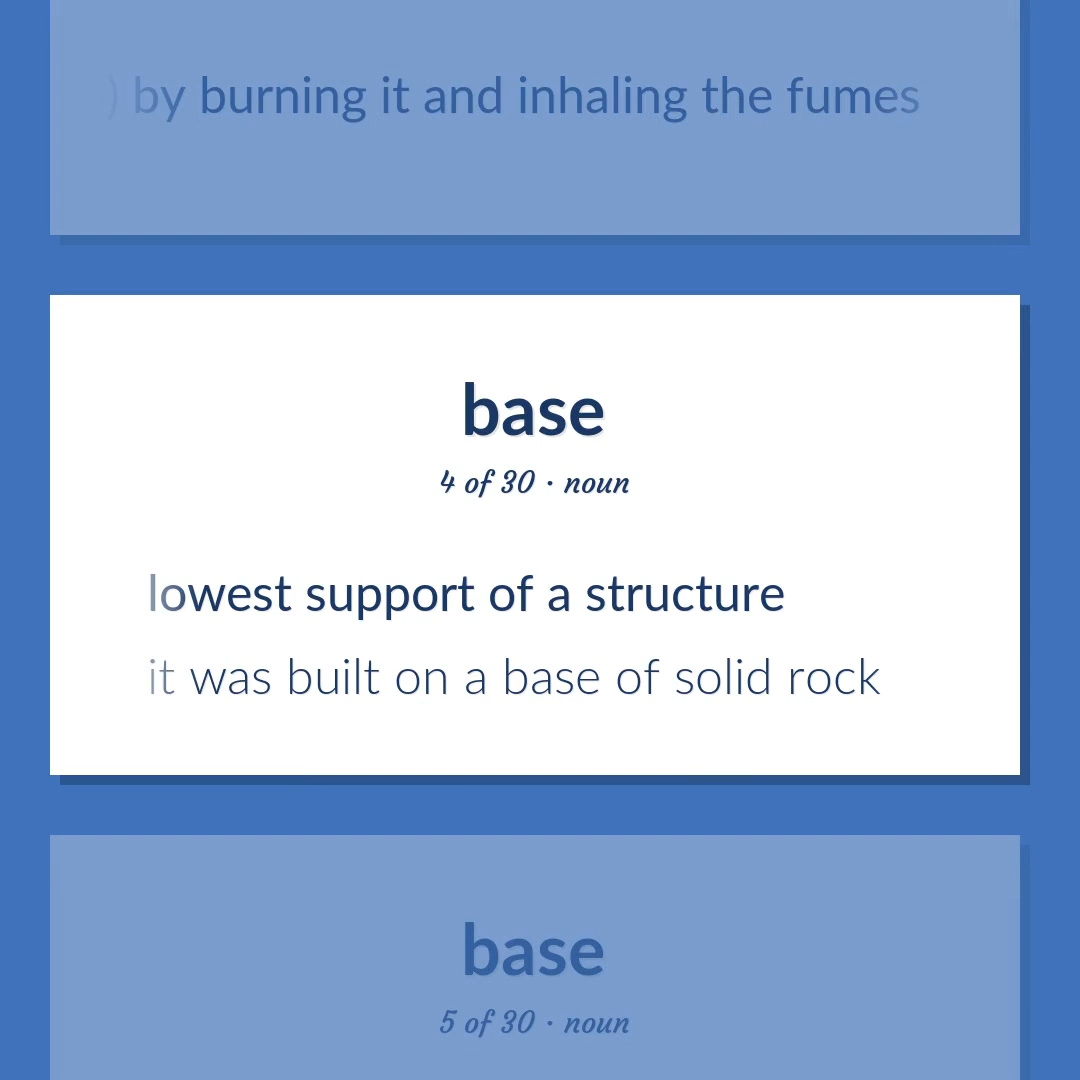 ) by burning it and inhaling the fumes
base
4 of 30 · noun
lowest support of a structure
it was built on a base of solid rock
base
5 of 30 · noun